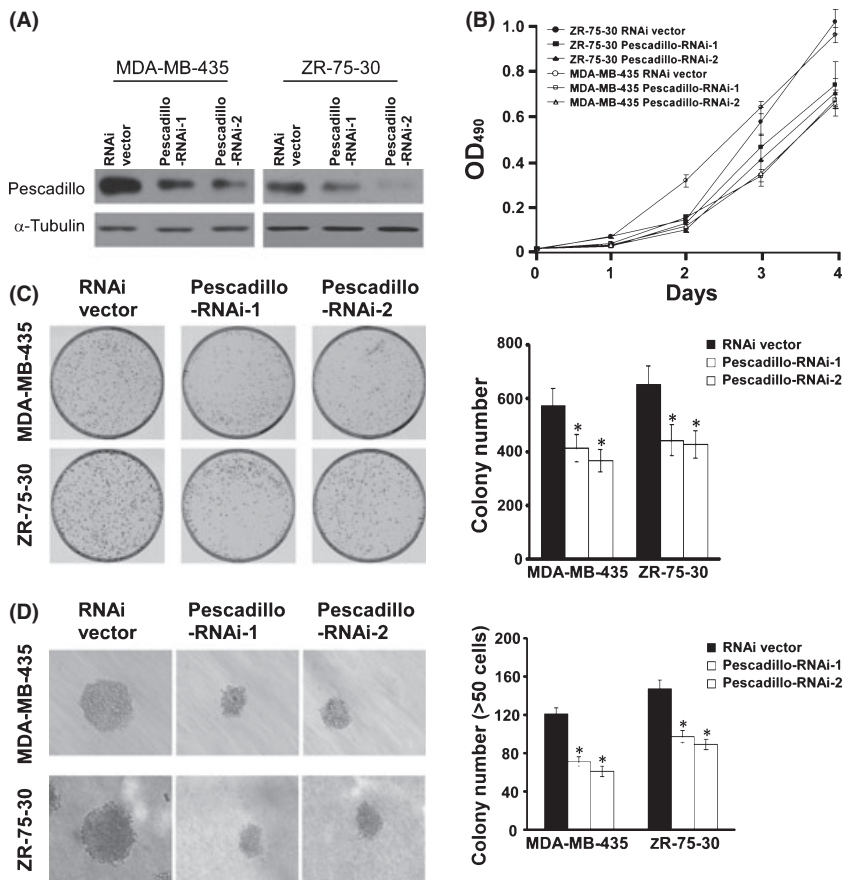 (A)
MDA-MB-435
ZR-75-30
RNAi
vector
Pescadillo
-RNAi-1
Pescadillo
-RNAi-2
RNAi
vector
Pescadillo
-RNAi-1
Pescadillo
-RNAi-2
Pescadillo
α-Tubulin
(B)
ZR-75-30 RNAi vector
ZR-75-30 Pescadillo-RNAi-1
ZR-75-30 Pescadillo-RNAi-2
MDA-MB-435 RNAi vector
MDA-MB-435 Pescadillo-RNAi-1
MDA-MB-435 Pescadillo-RNAi-2
OD490
1.0
0.8
0.6
0.4
0.2
0
0 1 2 3 4
Days
(C)
RNAi
vector
Pescadillo
-RNAi-1
Pescadillo
-RNAi-2
MDA-MB-435
ZR-75-30
Colony number
800
600
400
200
0
RNAi vector
Pescadillo-RNAi-1
Pescadillo-RNAi-2
* *
* *
MDA-MB-435 ZR-75-30
(D)
RNAi
vector
Pescadillo
-RNAi-1
Pescadillo
-RNAi-2
MDA-MB-435
ZR-75-30
Colony number (>50 cells)
200
160
120
80
40
0
RNAi vector
Pescadillo-RNAi-1
Pescadillo-RNAi-2
* *
* *
MDA-MB-435 ZR-75-30